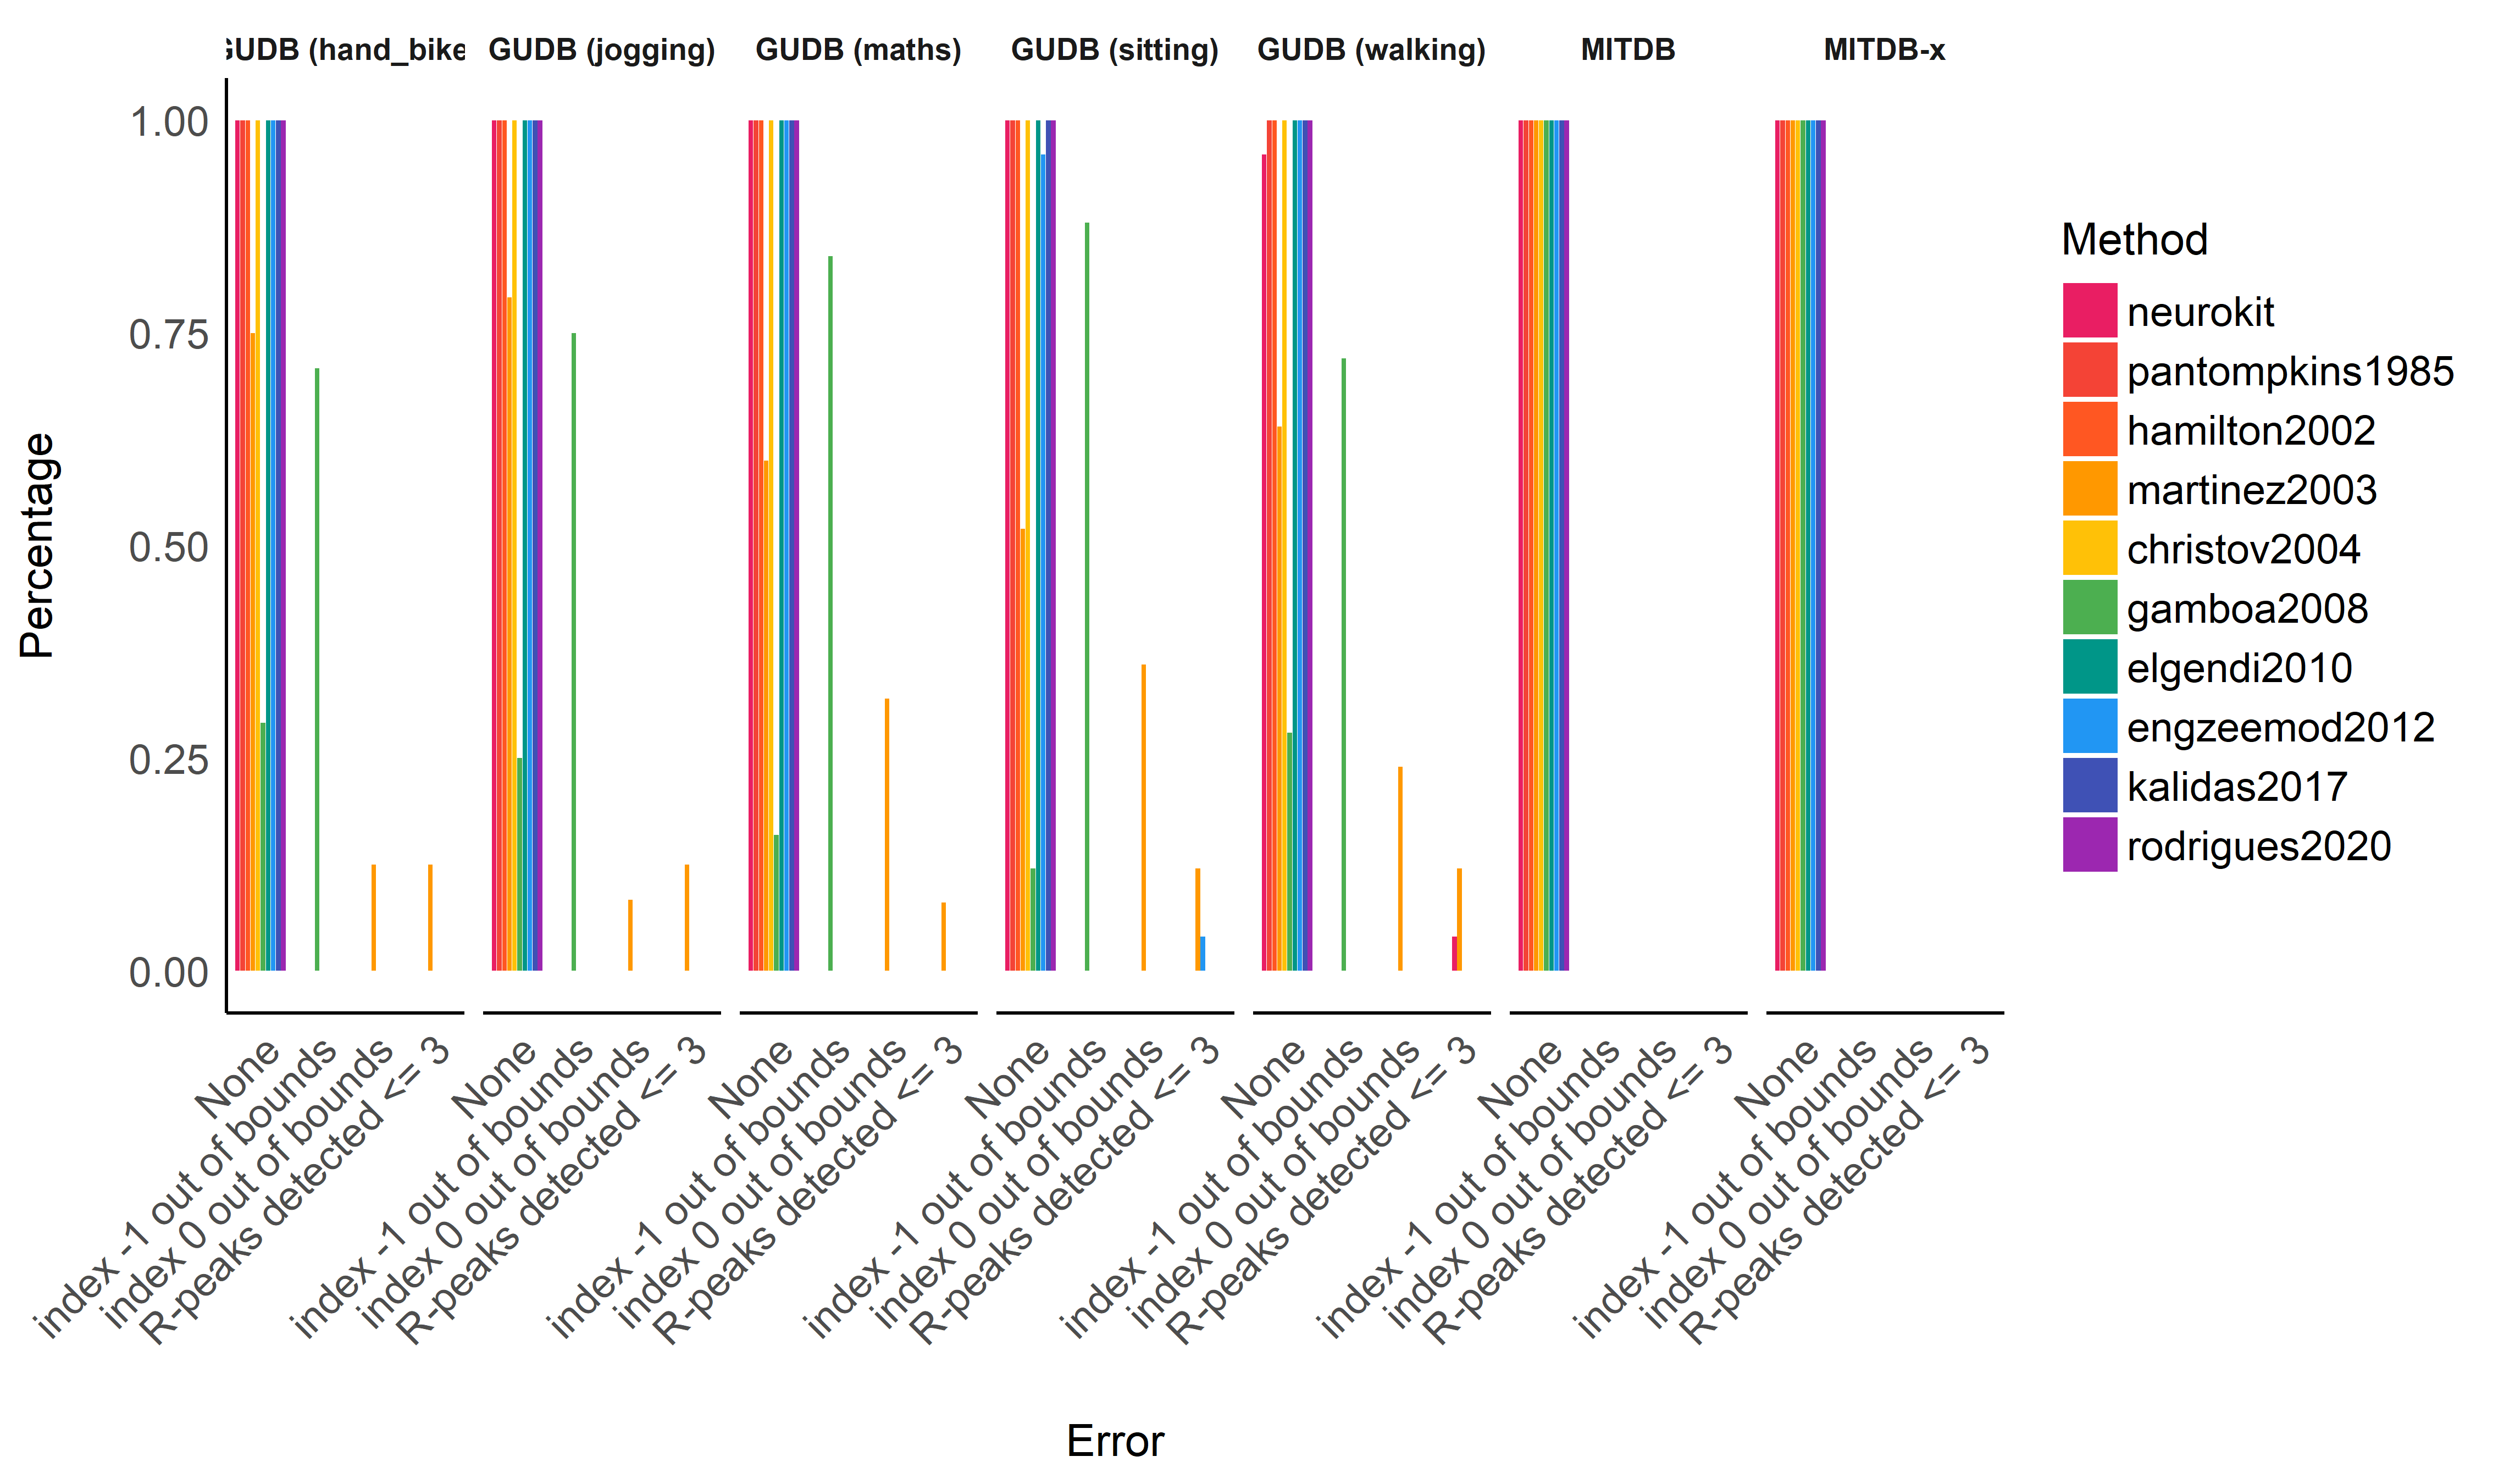 GUDB (hand_bike GUDB (jogging) GUDB (maths) GUDB (sitting) GUDB (walking) MITDB MITDB-x
Percentage
1.00
0.75
0.50
0.25
0.00
None
index -1 out of bounds
index 0 out of bounds
R-peaks detected <= 3
None
index -1 out of bounds
index 0 out of bounds
R-peaks detected <= 3
None
index -1 out of bounds
index 0 out of bounds
R-peaks detected <= 3
None
index -1 out of bounds
index 0 out of bounds
R-peaks detected <= 3
None
index -1 out of bounds
index 0 out of bounds
R-peaks detected <= 3
None
index -1 out of bounds
index 0 out of bounds
R-peaks detected <= 3
None
index -1 out of bounds
index 0 out of bounds
R-peaks detected <= 3
Error
Method
neurokit
pantompkins1985
hamilton2002
martinez2003
christov2004
gamboa2008
elgendi2010
engzeemod2012
kalidas2017
rodrigues2020